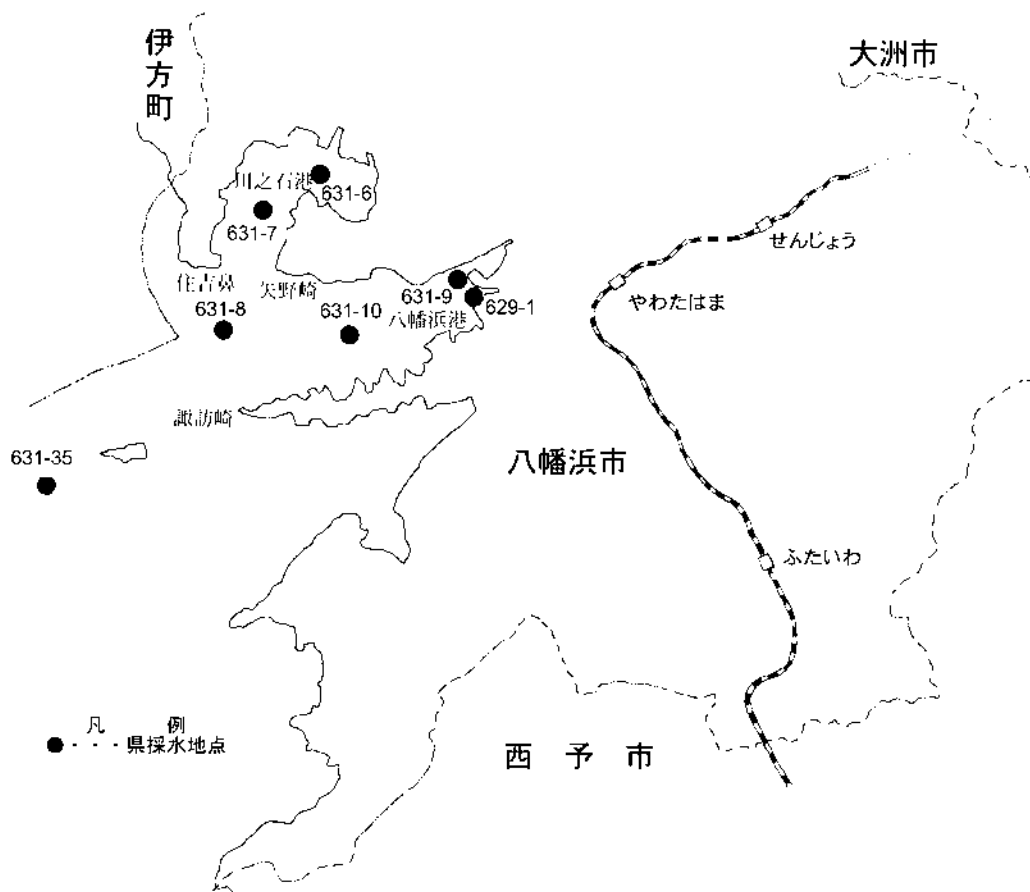 伊方町
大洲市
川之石港
631-6
631-7
せんじょう
住吉鼻
矢野崎
631-9
629-1
やわたはま
631-8
631-10
八幡浜港
諏訪崎
631-35
八幡浜市
ふたいわ
凡 例
●・・・県採水地点
西予市